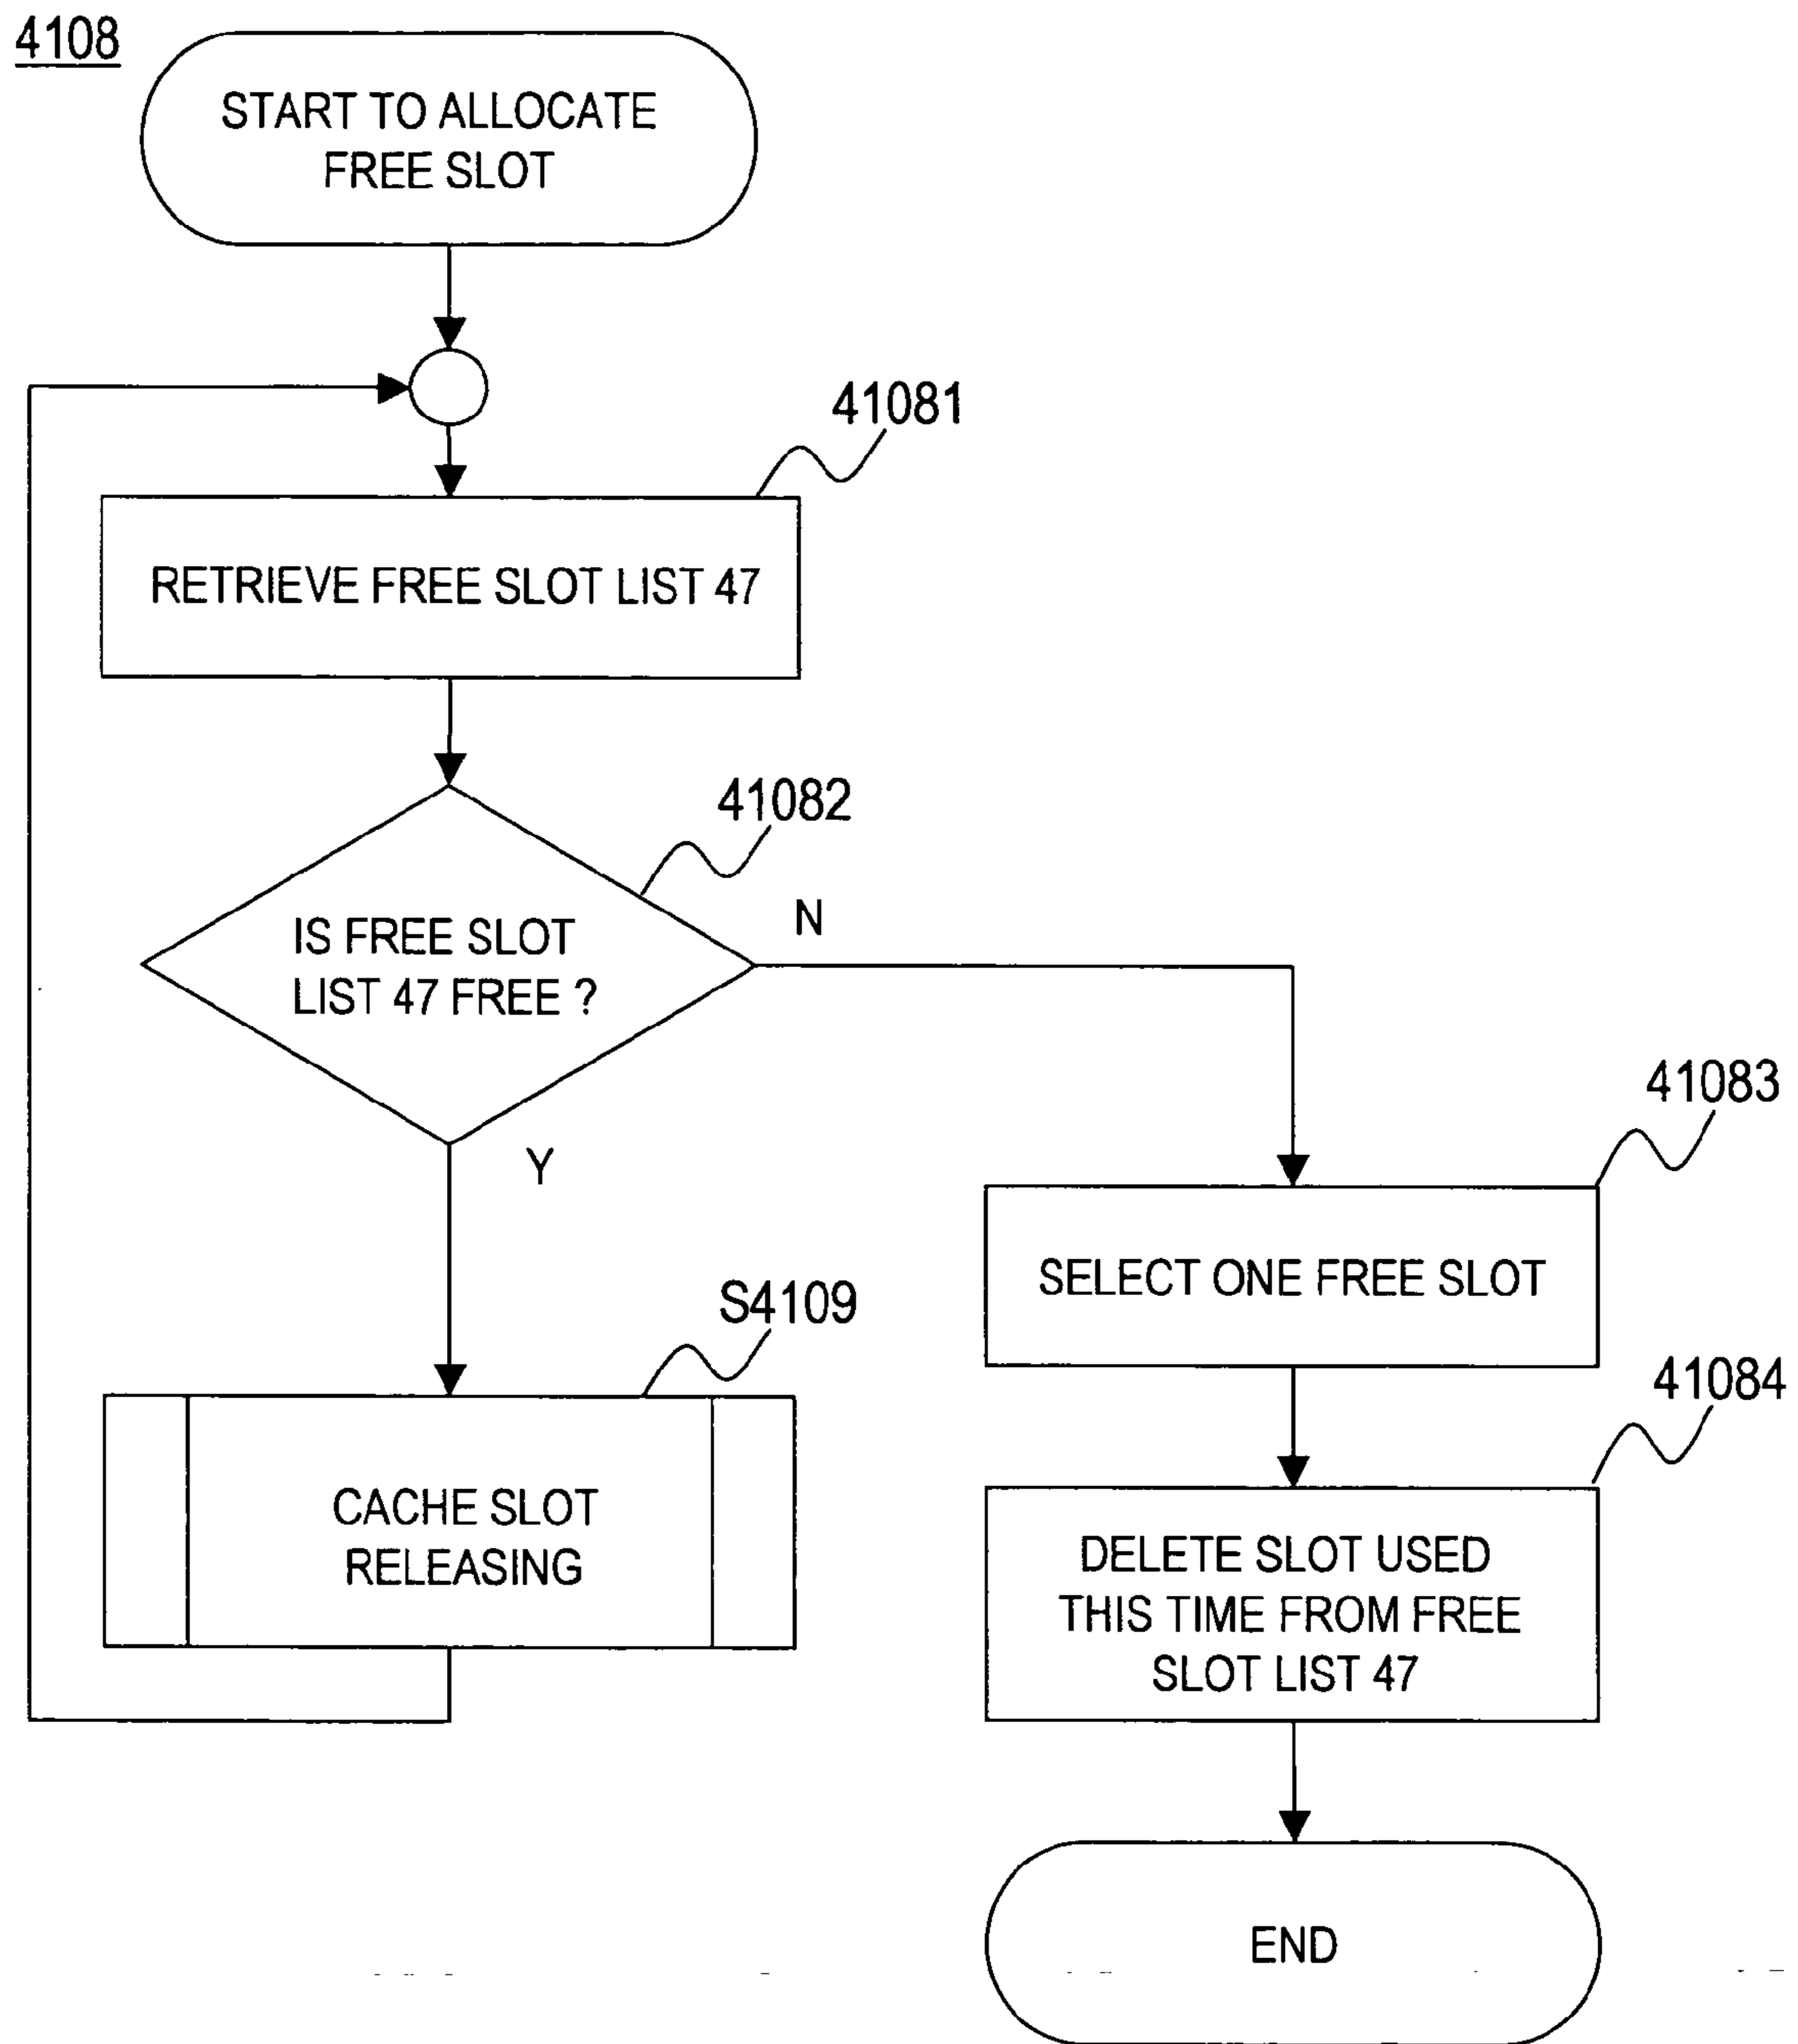 4108
START TO ALLOCATE
FREE SLOT
41081
RETRIEVE FREE SLOT LIST 47
41082
IS FREE SLOT
LIST 47 FREE ?
N
Y
41083
SELECT ONE FREE SLOT
S4109
CACHE SLOT
RELEASING
41084
DELETE SLOT USED
THIS TIME FROM FREE
SLOT LIST 47
END